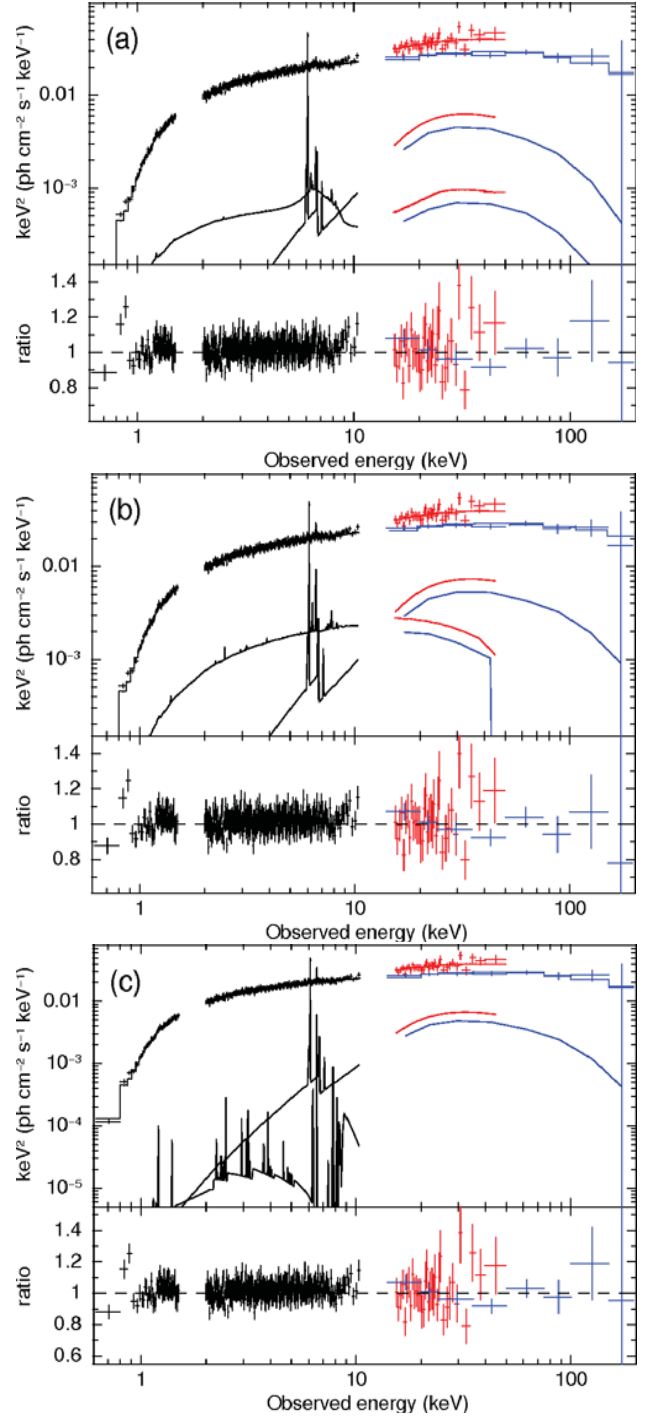 (a)
keV² (ph cm⁻² s⁻¹ keV⁻¹)
0.01
10⁻³
ratio
1.4
1.2
1
0.8
1
10
100
Observed energy (keV)
(b)
keV² (ph cm⁻² s⁻¹ keV⁻¹)
0.01
10⁻³
ratio
1.4
1.2
1
0.8
1
10
100
Observed energy (keV)
(c)
keV² (ph cm⁻² s⁻¹ keV⁻¹)
0.01
10⁻³
10⁻⁴
10⁻⁵
ratio
1.4
1.2
1
0.8
0.6
1
10
100
Observed energy (keV)